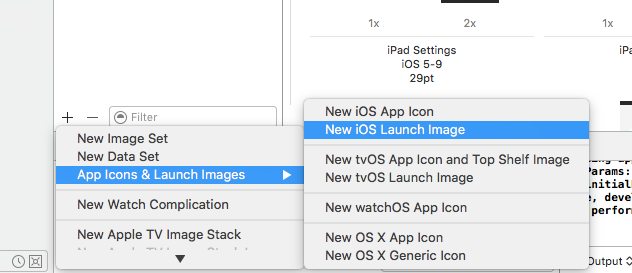 1x 2x 1x
iPad Settings
iOS 5-9
29pt
Filter
New Image Set
New Data Set
App Icons & Launch Images
New Watch Complication
New Apple TV Image Stack
New iOS App Icon
New iOS Launch Image
New tvOS App Icon and Top Shelf Image
New tvOS Launch Image
New watchOS App Icon
New OS X App Icon
New OS X Generic Icon
Params:
initial
, deve
perform
Output